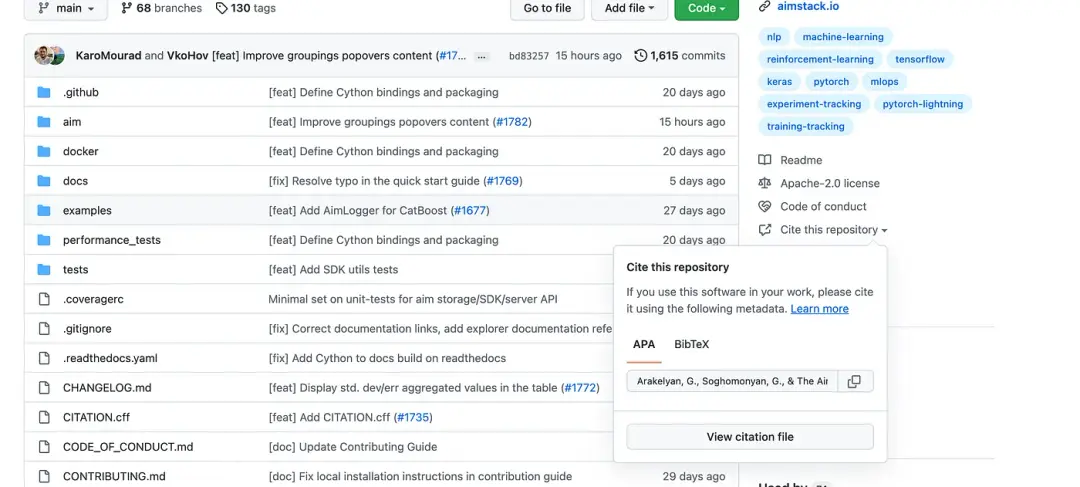 main 68 branches 130 tags Go to file Add file Code
KaroMourad and VkoHov [feat] Improve groupings popovers content (#17... ... bd83257 15 hours ago 1,615 commits
.github [feat] Define Cython bindings and packaging 20 days ago
aim [feat] Improve groupings popovers content (#1782) 15 hours ago
docker [feat] Define Cython bindings and packaging 20 days ago
docs [fix] Resolve typo in the quick start guide (#1769) 5 days ago
examples [feat] Add AimLogger for CatBoost (#1677) 27 days ago
performance_tests [feat] Define Cython bindings and packaging 20 days ago
tests [feat] Add SDK utils tests
.coveragerc Minimal set on unit-tests for aim storage/SDK/server API
.gitignore [fix] Correct documentation links, add explorer documentation refe
.readthedocs.yaml [fix] Add Cython to docs build on readthedocs
CHANGELOG.md [feat] Display std. dev/err aggregated values in the table (#1772)
CITATION.cff [feat] Add CITATION.cff (#1735)
CODE_OF_CONDUCT.md [doc] Update Contributing Guide
CONTRIBUTING.md [doc] Fix local installation instructions in contribution guide 29 days ago
aimstack.io
nlp machine-learning
reinforcement-learning tensorflow
keras pytorch mlops
experiment-tracking pytorch-lightning
training-tracking
Readme
Apache-2.0 license
Code of conduct
Cite this repository
Cite this repository
If you use this software in your work, please cite
it using the following metadata. Learn more
APA BibTeX
Arakelyan, G., Soghomonyan, G., & The Air
View citation file